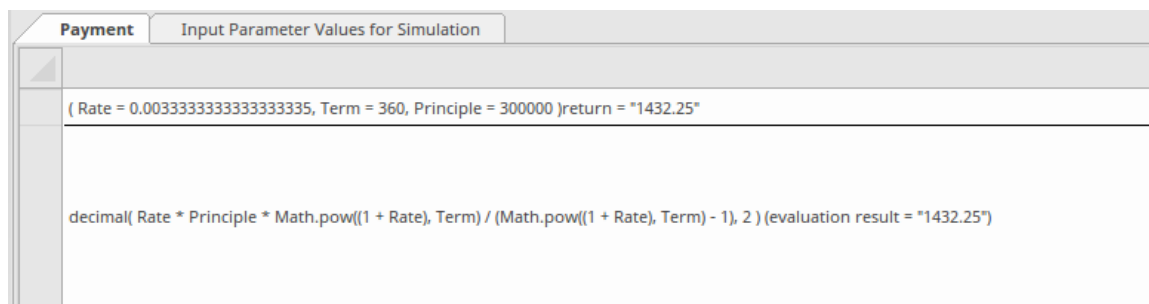 Payment
Input Parameter Values for Simulation
( Rate = 0.0033333333333333335, Term = 360, Principle = 300000 )return = "1432.25"
decimal( Rate * Principle * Math.pow((1 + Rate), Term) / (Math.pow((1 + Rate), Term) - 1), 2 ) (evaluation result = "1432.25")